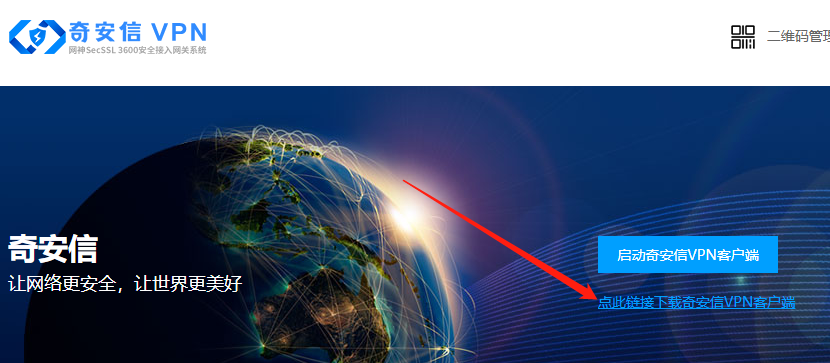 奇安信 VPN
网神SecSSL 3600安全接入网关系统
二维码管理
奇安信
让网络更安全，让世界更美好
启动奇安信VPN客户端
点此链接下载奇安信VPN客户端